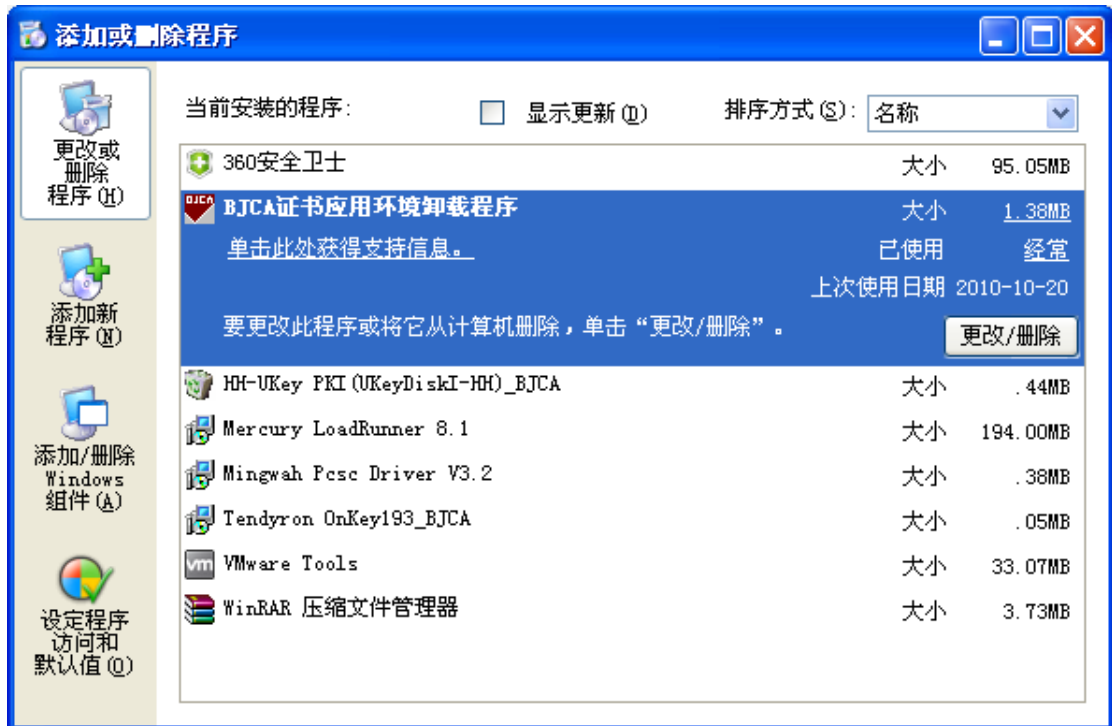 添加或删除程序
更改或
删除
程序(H)
添加新
程序(N)
添加/删除
Windows
组件(A)
设定程序
访问和
默认值(O)
当前安装的程序: 显示更新(D) 排序方式(S): 名称
360安全卫士 大小 95.05MB
BJCA
BJCA证书应用环境卸载程序 大小 1.38MB
单击此处获得支持信息。 已使用 经常
上次使用日期 2010-10-20
要更改此程序或将它从计算机删除，单击“更改/删除”。 更改/删除
HH-UKey PKI(UKeyDiskI-HH)_BJCA 大小 .44MB
Mercury LoadRunner 8.1 大小 194.00MB
Mingwah Pcsc Driver V3.2 大小 .38MB
Tendyron OnKey193_BJCA 大小 .05MB
vm VMware Tools 大小 33.07MB
WinRAR 压缩文件管理器 大小 3.73MB